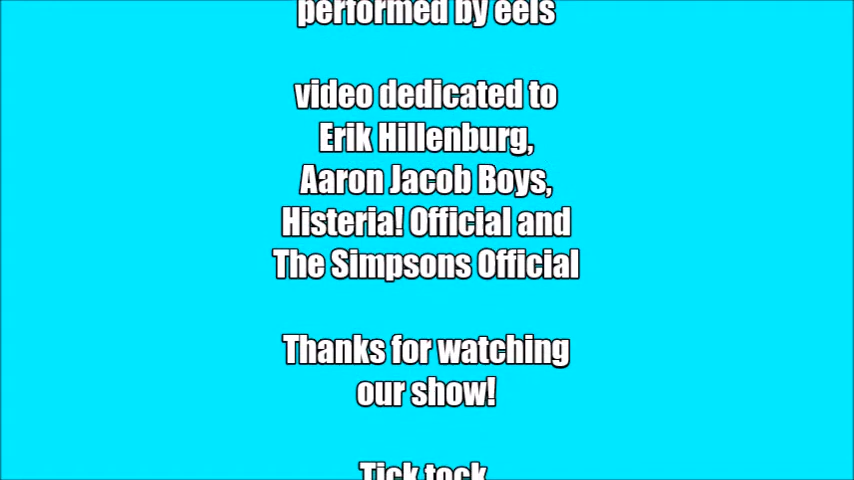 performed by eels
video dedicated to
Erik Hillenburg,
Aaron Jacob Boys,
Histeria! Official and
The Simpsons Official
Thanks for watching
our show!
Tick tock